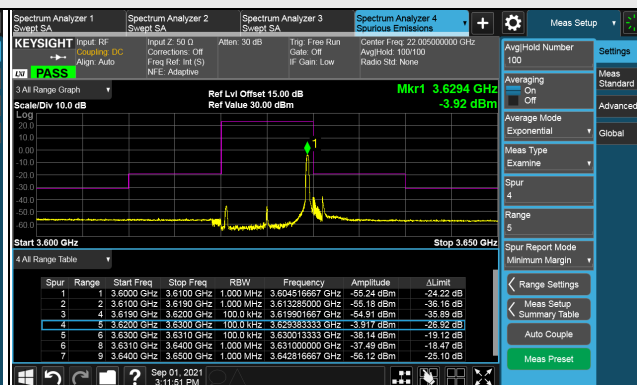 Spectrum Analyzer 1
Swept SA
Spectrum Analyzer 2
Swept SA
Spectrum Analyzer 3
Swept SA
Spectrum Analyzer 4
Spurious Emissions
Meas Setup
KEYSIGHT
Input: RF
Coupling: DC
Align: Auto
Input Z: 50 Ω
Corrections: Off
Freq Ref: Int (S)
NFE: Adaptive
Atten: 30 dB
Trig: Free Run
Gate: Off
IF Gain: Low
Center Freq: 22.005000000 GHz
Avg|Hold: 100/100
Radio Std: None
LXI PASS
3 All Range Graph
Scale/Div 10.0 dB
Ref Lvl Offset 15.00 dB
Ref Value 30.00 dBm
Mkr1 3.6294 GHz
-3.92 dBm
Log
20.0
10.0
0.00
-10.0
-20.0
-30.0
-40.0
-50.0
-60.0
1
Start 3.600 GHz
Stop 3.650 GHz
4 All Range Table
Spur Range Start Freq Stop Freq RBW Frequency Amplitude ΔLimit
1 1 3.6000 GHz 3.6100 GHz 1.000 MHz 3.604516667 GHz -55.24 dBm -24.22 dB
2 2 3.6100 GHz 3.6190 GHz 1.000 MHz 3.613285000 GHz -55.18 dBm -36.16 dB
3 4 3.6190 GHz 3.6200 GHz 100.0 kHz 3.619901667 GHz -54.91 dBm -35.89 dB
4 5 3.6200 GHz 3.6300 GHz 100.0 kHz 3.629383333 GHz -3.917 dBm -26.92 dB
5 6 3.6300 GHz 3.6310 GHz 100.0 kHz 3.630013333 GHz -38.14 dBm -19.12 dB
6 8 3.6310 GHz 3.6400 GHz 1.000 MHz 3.631000000 GHz -37.49 dBm -18.47 dB
7 9 3.6400 GHz 3.6500 GHz 1.000 MHz 3.642816667 GHz -56.12 dBm -25.10 dB
Sep 01, 2021
3:11:51 PM
Avg|Hold Number
100
Averaging
On
Off
Average Mode
Exponential
Meas Type
Examine
Spur
4
Range
5
Spur Report Mode
Minimum Margin
Range Settings
Meas Setup
Summary Table
Auto Couple
Meas Preset
Settings
Meas
Standard
Advanced
Global